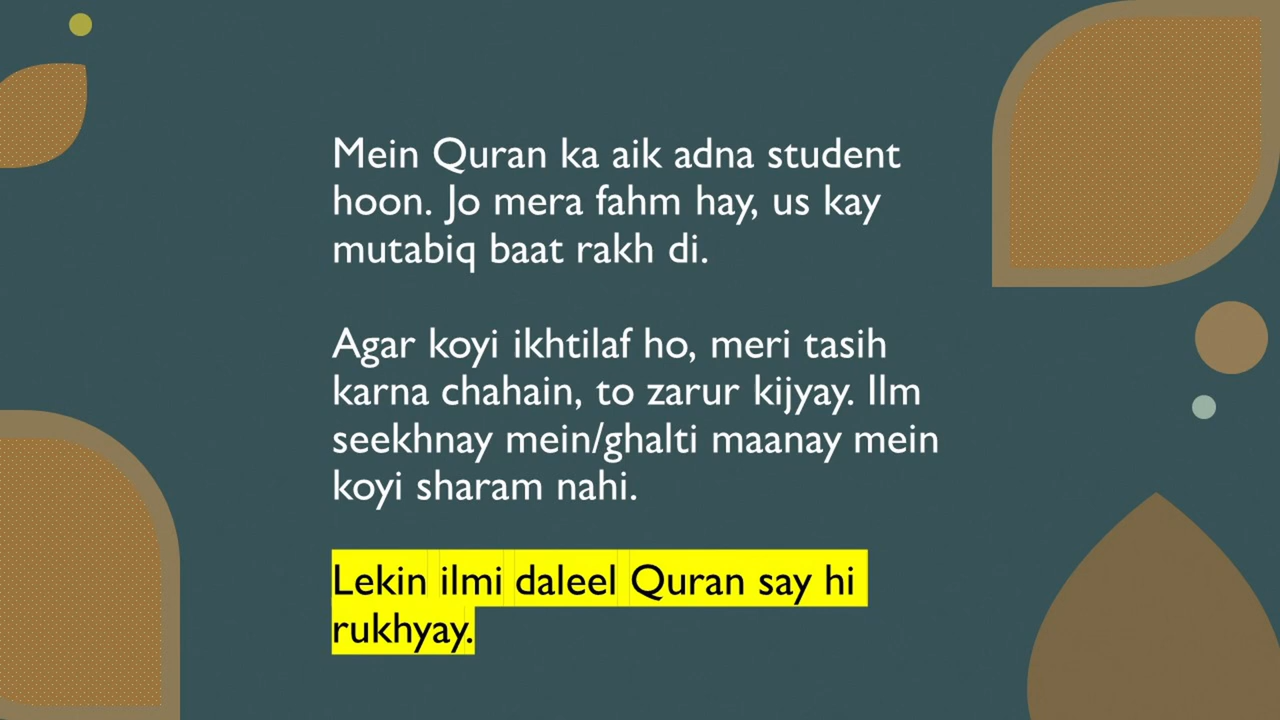 Mein Quran ka aik adna student
hoon. Jo mera fahm hay, us kay
mutabiq baat rakh di.
Agar koyi ikhtilaf ho, meri tasih
karna chahain, to zarur kijyay. Ilm
seekhnay mein/ghalti maanay mein
koyi sharam nahi.
Lekin ilmi daleel Quran say hi
rukhyay.